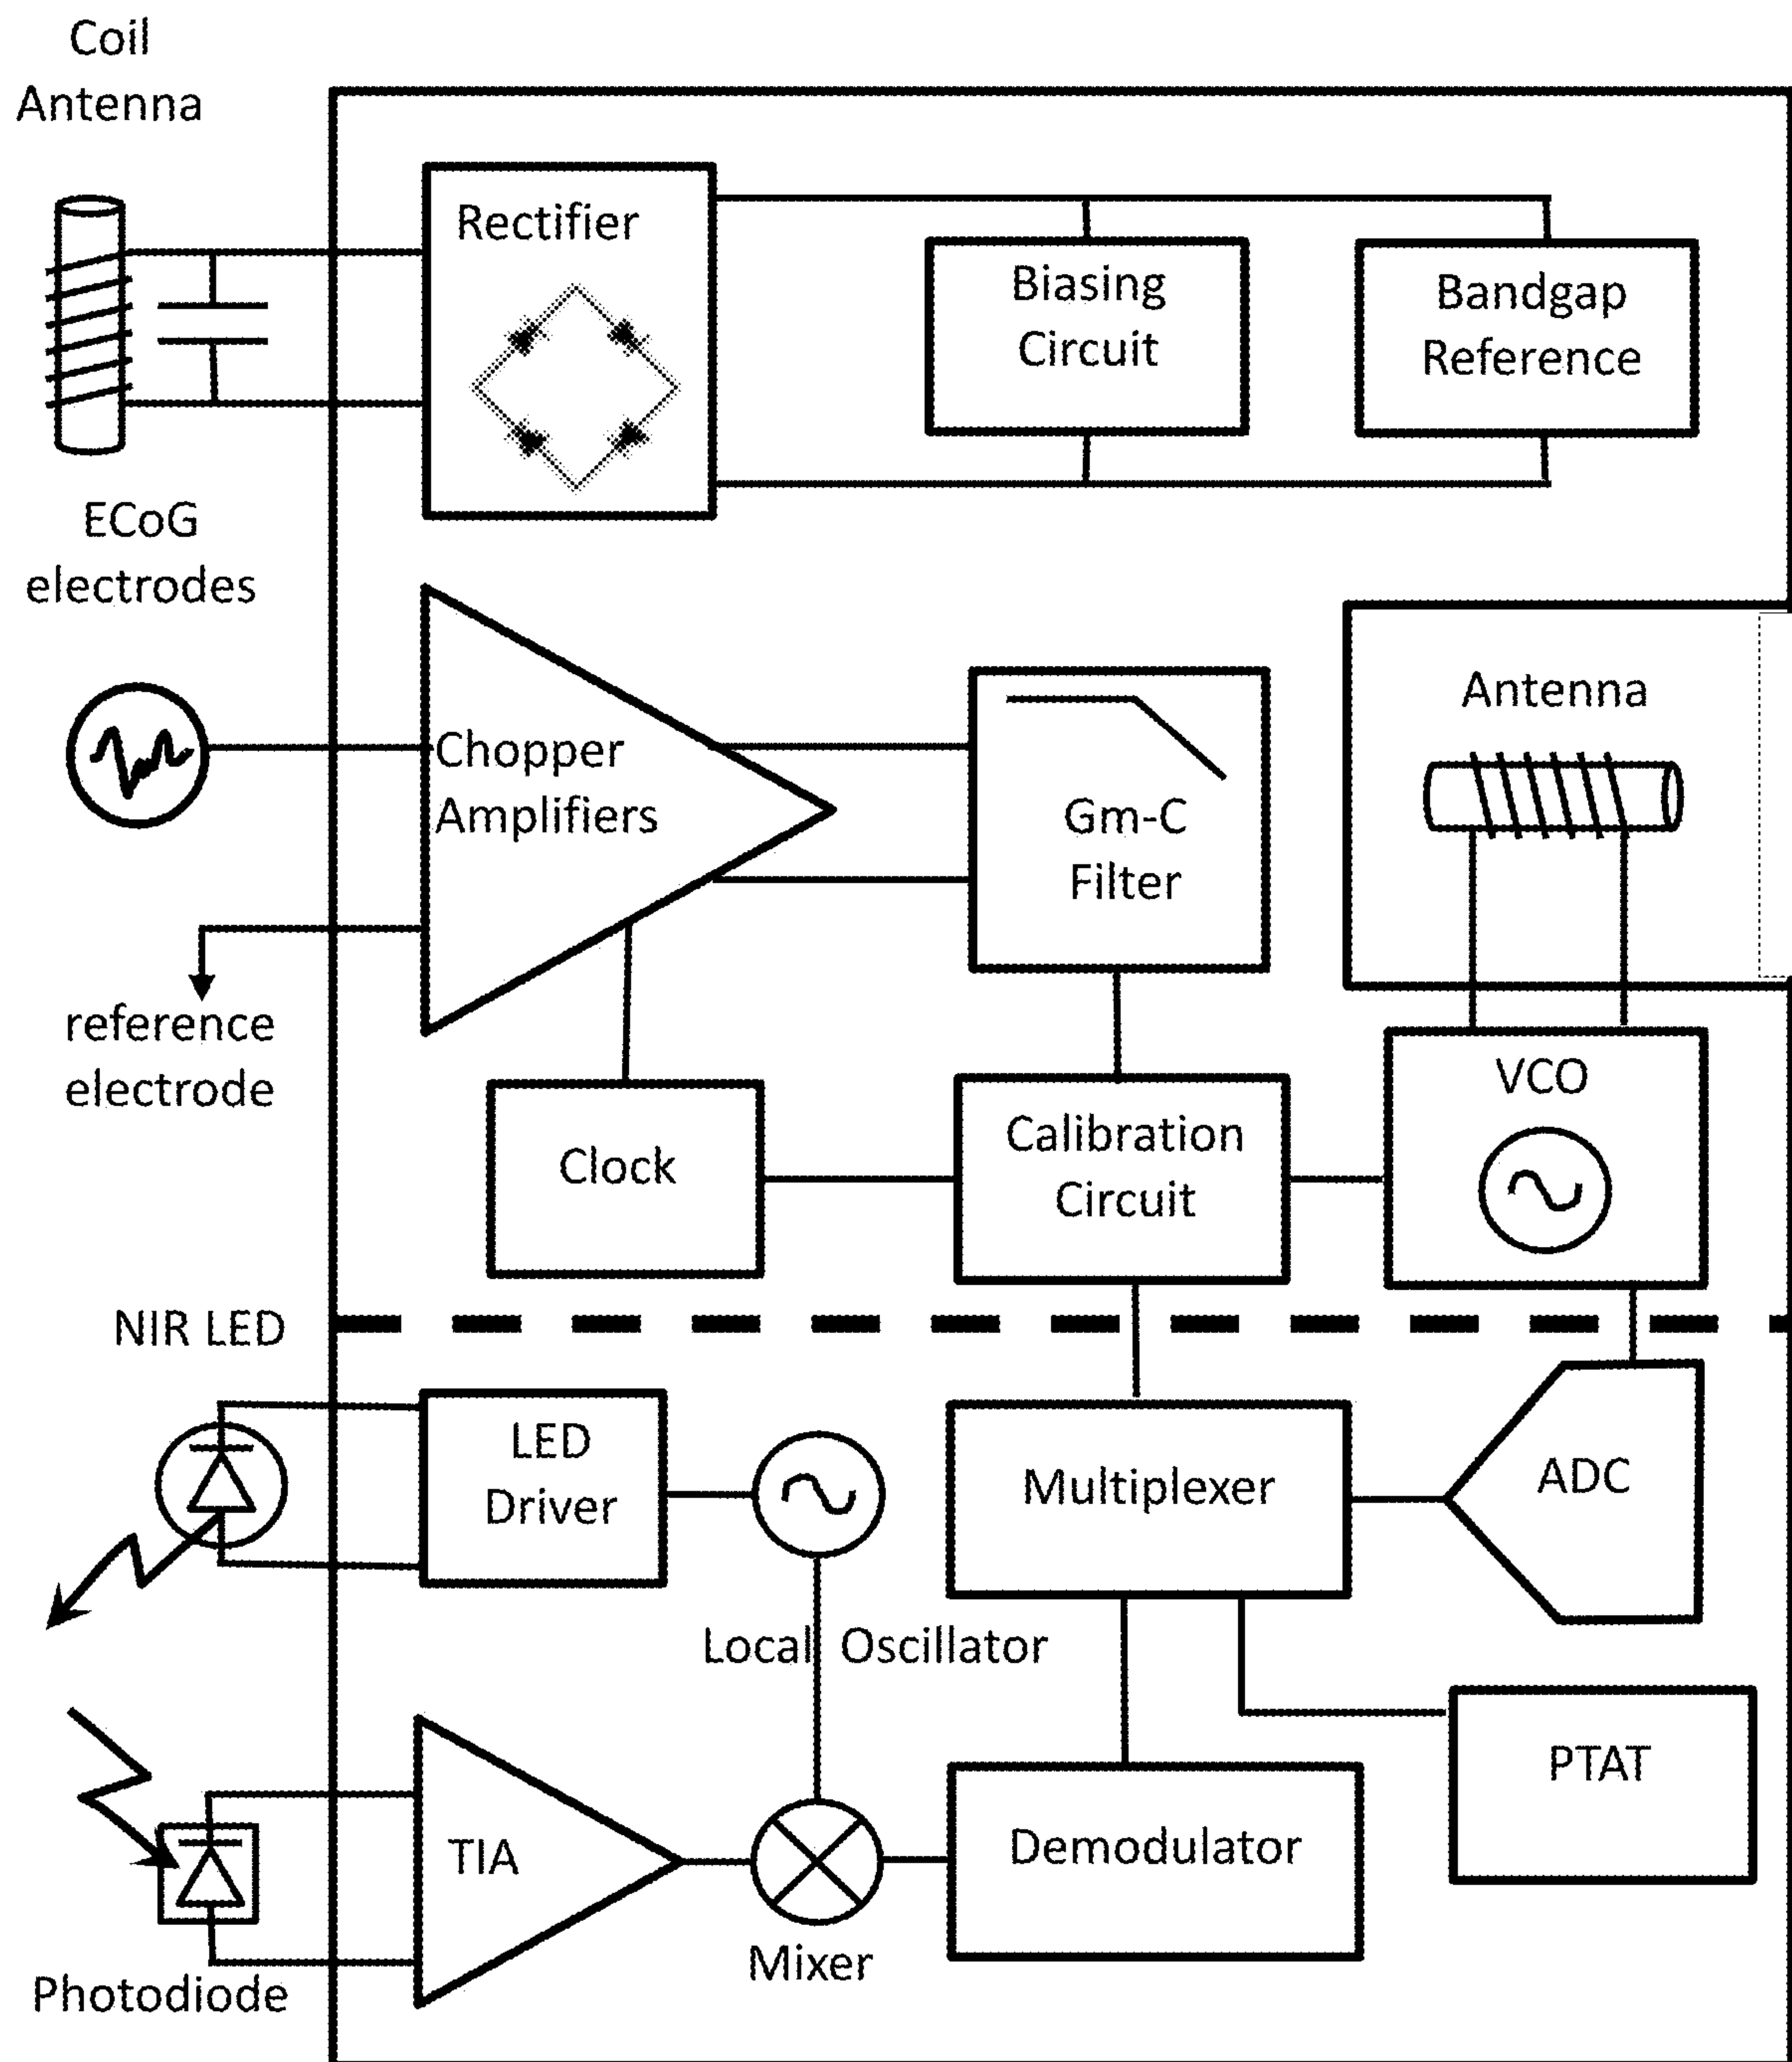 Coil
Antenna
Rectifier
Biasing
Circuit
Bandgap
Reference
ECoG
electrodes
Chopper
Amplifiers
Gm-C
Filter
Antenna
reference
electrode
Clock
Calibration
Circuit
VCO
NIR LED
LED
Driver
Multiplexer
ADC
Local Oscillator
TIA
Mixer
Demodulator
PTAT
Photodiode